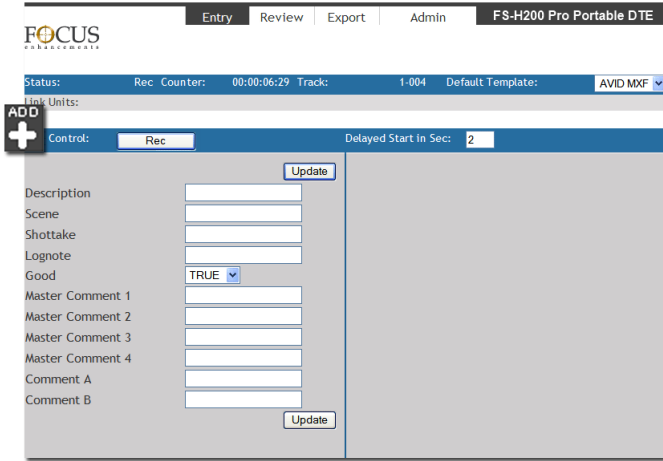 Entry Review Export Admin FS-H200 Pro Portable DTE
FOCUS
enhancements
Status: Rec Counter: 00:00:06:29 Track: 1-004 Default Template: AVID MXF
Link Units:
ADD
Control: Rec Delayed Start in Sec: 2
Update
Description
Scene
Shottake
Lognote
Good TRUE
Master Comment 1
Master Comment 2
Master Comment 3
Master Comment 4
Comment A
Comment B
Update